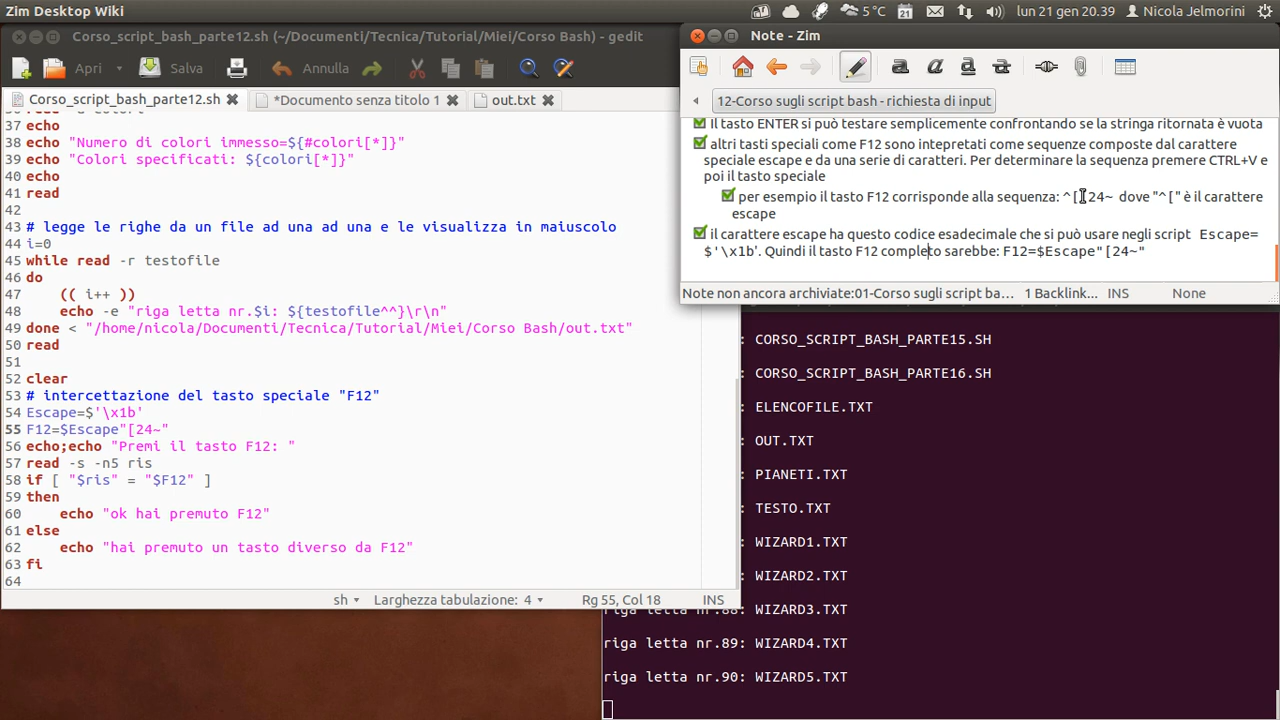 Zim Desktop Wiki
5 °C
21
lun 21 gen 20.39
Nicola Jelmorini
Corso_script_bash_parte12.sh (~/Documenti/Tecnica/Tutorial/Miei/Corso Bash) - gedit
Apri
Salva
Annulla
Corso_script_bash_parte12.sh
*Documento senza titolo 1
out.txt
37 echo
38 echo "Numero di colori immesso=${#colori[*]}"
39 echo "Colori specificati: ${colori[*]}"
40 echo
41 read
42
43 # legge le righe da un file ad una ad una e le visualizza in maiuscolo
44 i=0
45 while read -r testofile
46 do
47     (( i++ ))
48     echo -e "riga letta nr.$i: ${testofile^^}\r\n"
49 done < "/home/nicola/Documenti/Tecnica/Tutorial/Miei/Corso Bash/out.txt"
50 read
51
52 clear
53 # intercettazione del tasto speciale "F12"
54 Escape=$'\x1b'
55 F12=$Escape"[24~"
56 echo;echo "Premi il tasto F12: "
57 read -s -n5 ris
58 if [ "$ris" = "$F12" ]
59 then
60     echo "ok hai premuto F12"
61 else
62     echo "hai premuto un tasto diverso da F12"
63 fi
64
sh
Larghezza tabulazione: 4
Rg 55, Col 18
INS
Note - Zim
12-Corso sugli script bash - richiesta di input
Il tasto ENTER si può testare semplicemente confrontando se la stringa ritornata è vuota
altri tasti speciali come F12 sono intepretati come sequenze composte dal carattere
speciale escape e da una serie di caratteri. Per determinare la sequenza premere CTRL+V e
poi il tasto speciale
per esempio il tasto F12 corrisponde alla sequenza: ^[[24~ dove "^[" è il carattere
escape
il carattere escape ha questo codice esadecimale che si può usare negli script Escape=
$'\x1b'. Quindi il tasto F12 completo sarebbe: F12=$Escape"[24~"
Note non ancora archiviate:01-Corso sugli script ba...
1 Backlink...
INS
None
: CORSO_SCRIPT_BASH_PARTE15.SH
: CORSO_SCRIPT_BASH_PARTE16.SH
: ELENCOFILE.TXT
: OUT.TXT
: PIANETI.TXT
: TESTO.TXT
: WIZARD1.TXT
: WIZARD2.TXT
riga letta nr.88: WIZARD3.TXT
riga letta nr.89: WIZARD4.TXT
riga letta nr.90: WIZARD5.TXT